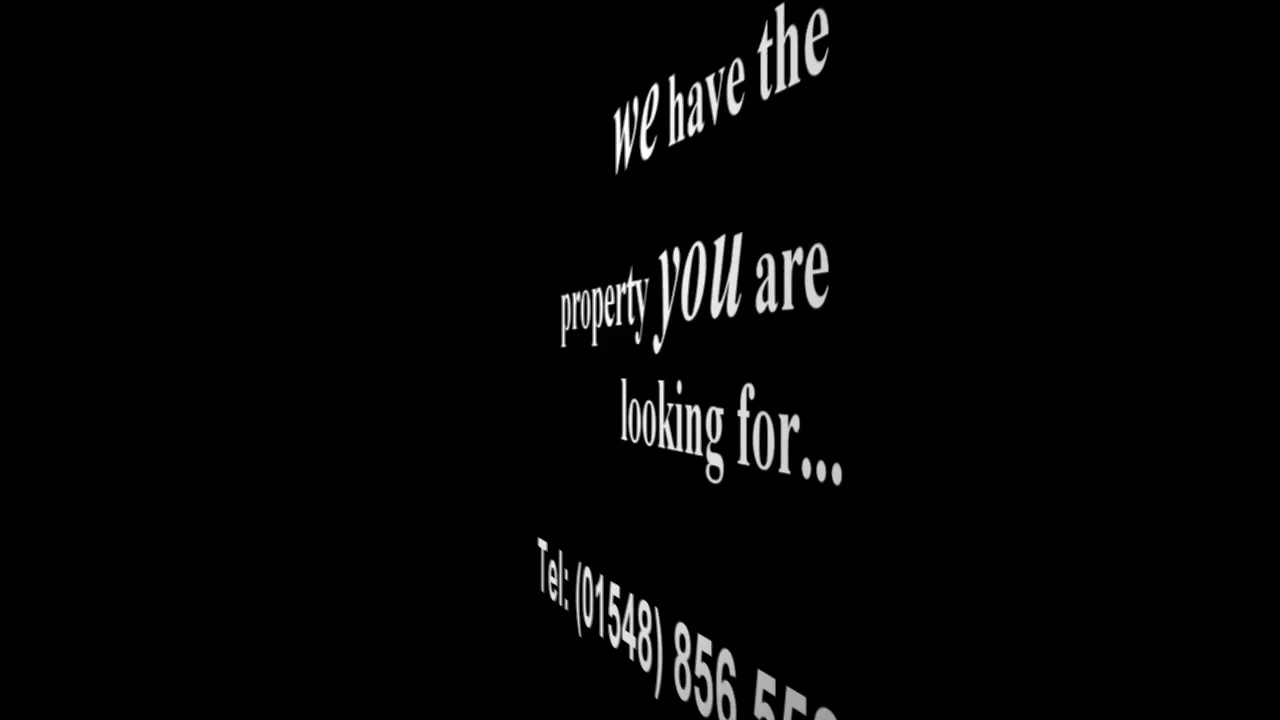 we have the
property you are
looking for...
Tel: (01548) 856